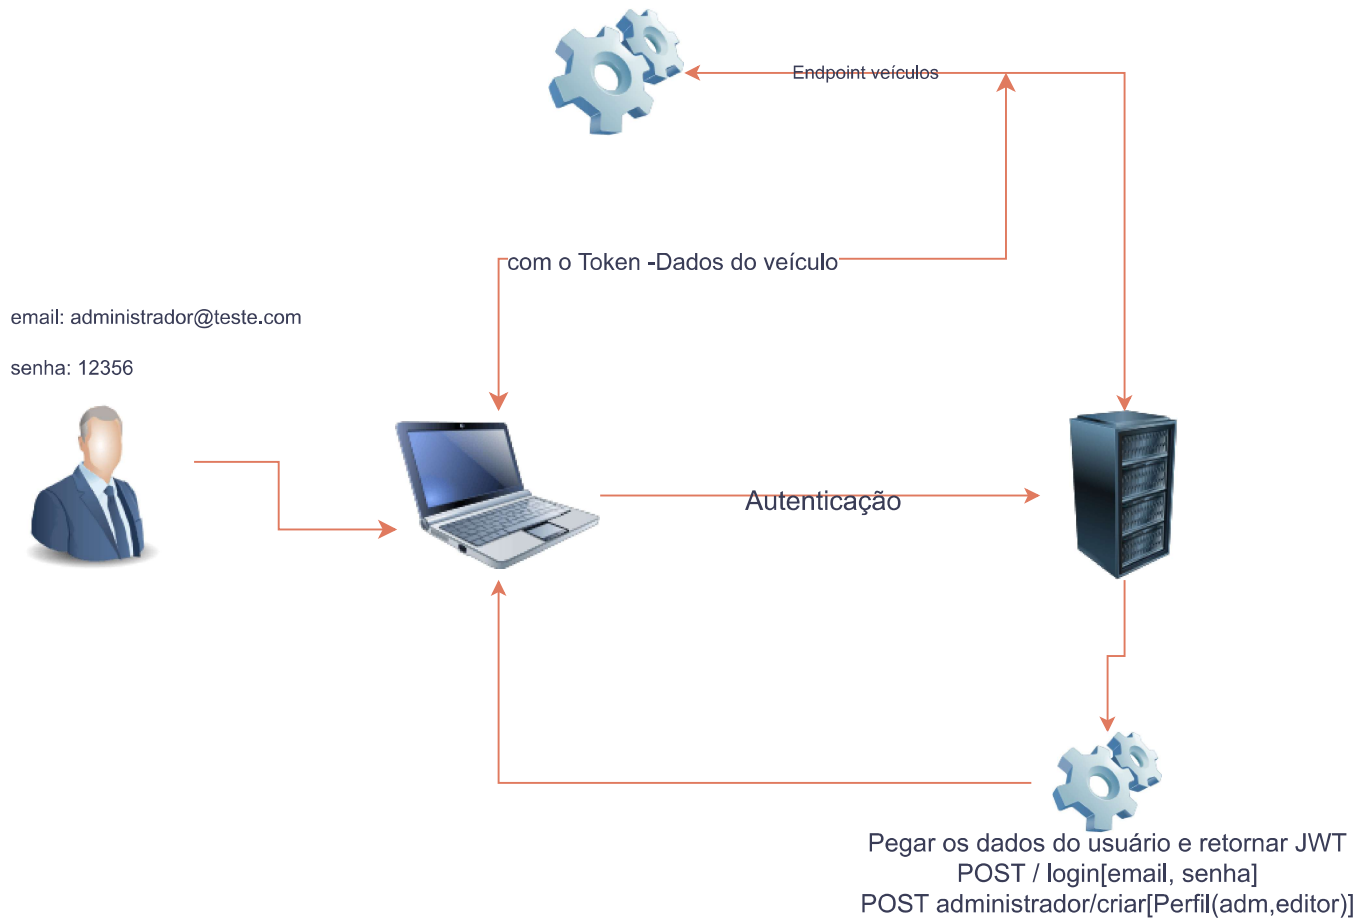 Endpoint veículos
com o Token -Dados do veículo
email: administrador@teste.com
senha: 12356
Autenticação
Pegar os dados do usuário e retornar JWT
POST / login[email, senha]
POST administrador/criar[Perfil(adm,editor)]